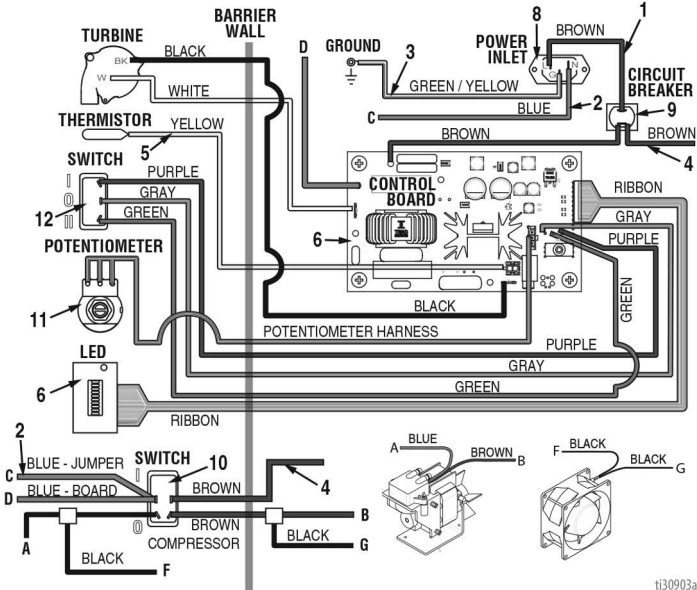 BARRIER
WALL
TURBINE
BK
W
BLACK
WHITE
D
GROUND
3
GREEN / YELLOW
POWER
INLET
8
L
N
G
BROWN
1
CIRCUIT
BREAKER
9
C
BLUE
2
BROWN
BROWN
4
THERMISTOR
YELLOW
5
SWITCH
I
O
II
12
PURPLE
GRAY
GREEN
CONTROL
BOARD
6
RIBBON
GRAY
PURPLE
GREEN
POTENTIOMETER
11
BLACK
POTENTIOMETER HARNESS
PURPLE
GRAY
GREEN
LED
6
RIBBON
2
C
BLUE - JUMPER
D
BLUE - BOARD
A
SWITCH
I
O
10
BROWN
4
BROWN
B
COMPRESSOR
BLACK
G
BLACK
F
A
BLUE
BROWN
B
F
BLACK
BLACK
G
ti30903a